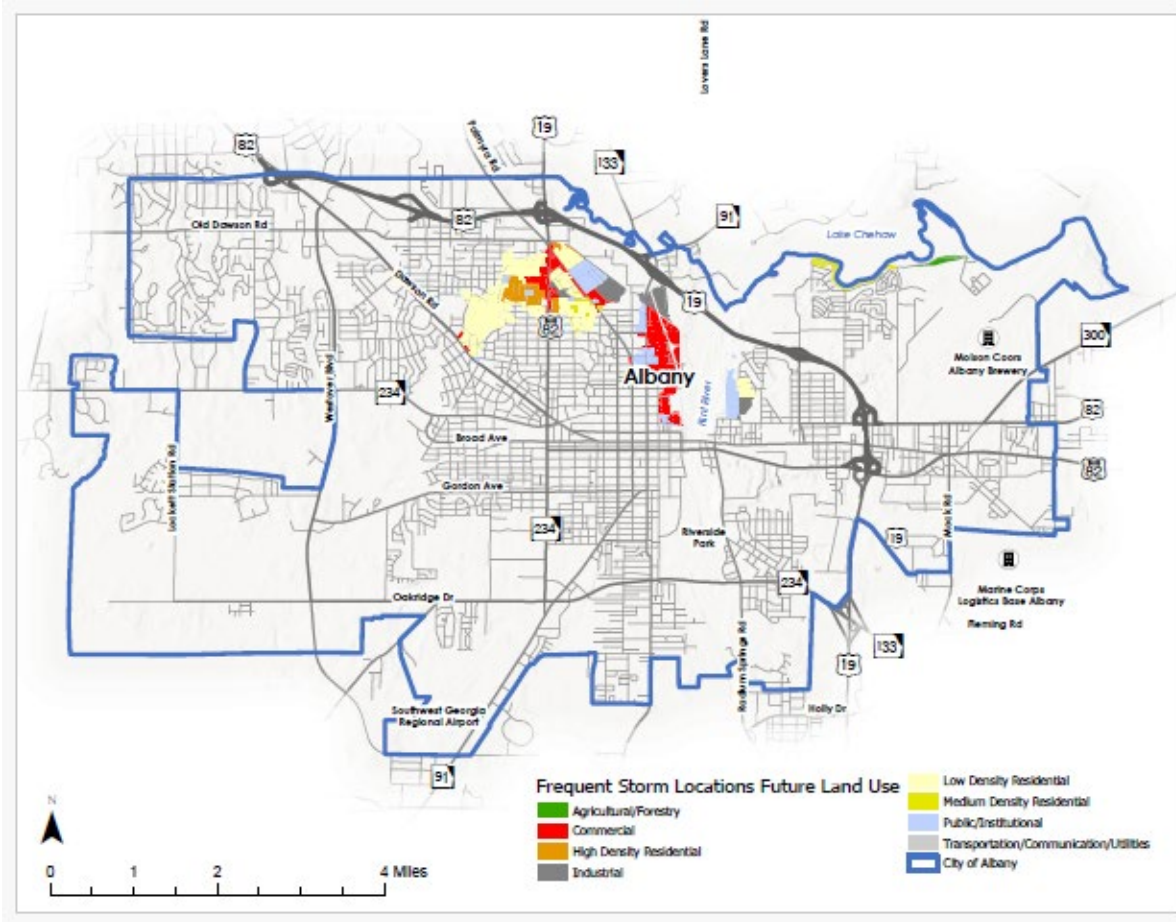 Lovers Lane Rd
Palmyra Rd
19
82
133
91
82
Old Dawson Rd
Lake Chehaw
Dawson Rd
19
82
300
Molson Coors
Albany Brewery
Westover Blvd
234
Albany
Flint River
82
Broad Ave
82
Lockett Station Rd
Gordon Ave
Mock Rd
234
Riverside
Park
19
234
Marine Corps
Logistics Base Albany
Oakridge Dr
Fleming Rd
133
Radium Springs Rd
19
Holly Dr
Southwest Georgia
Regional Airport
91
N
0 1 2 4 Miles
Frequent Storm Locations Future Land Use
Agricultural/Forestry
Commercial
High Density Residential
Industrial
Low Density Residential
Medium Density Residential
Public/Institutional
Transportation/Communication/Utilities
City of Albany